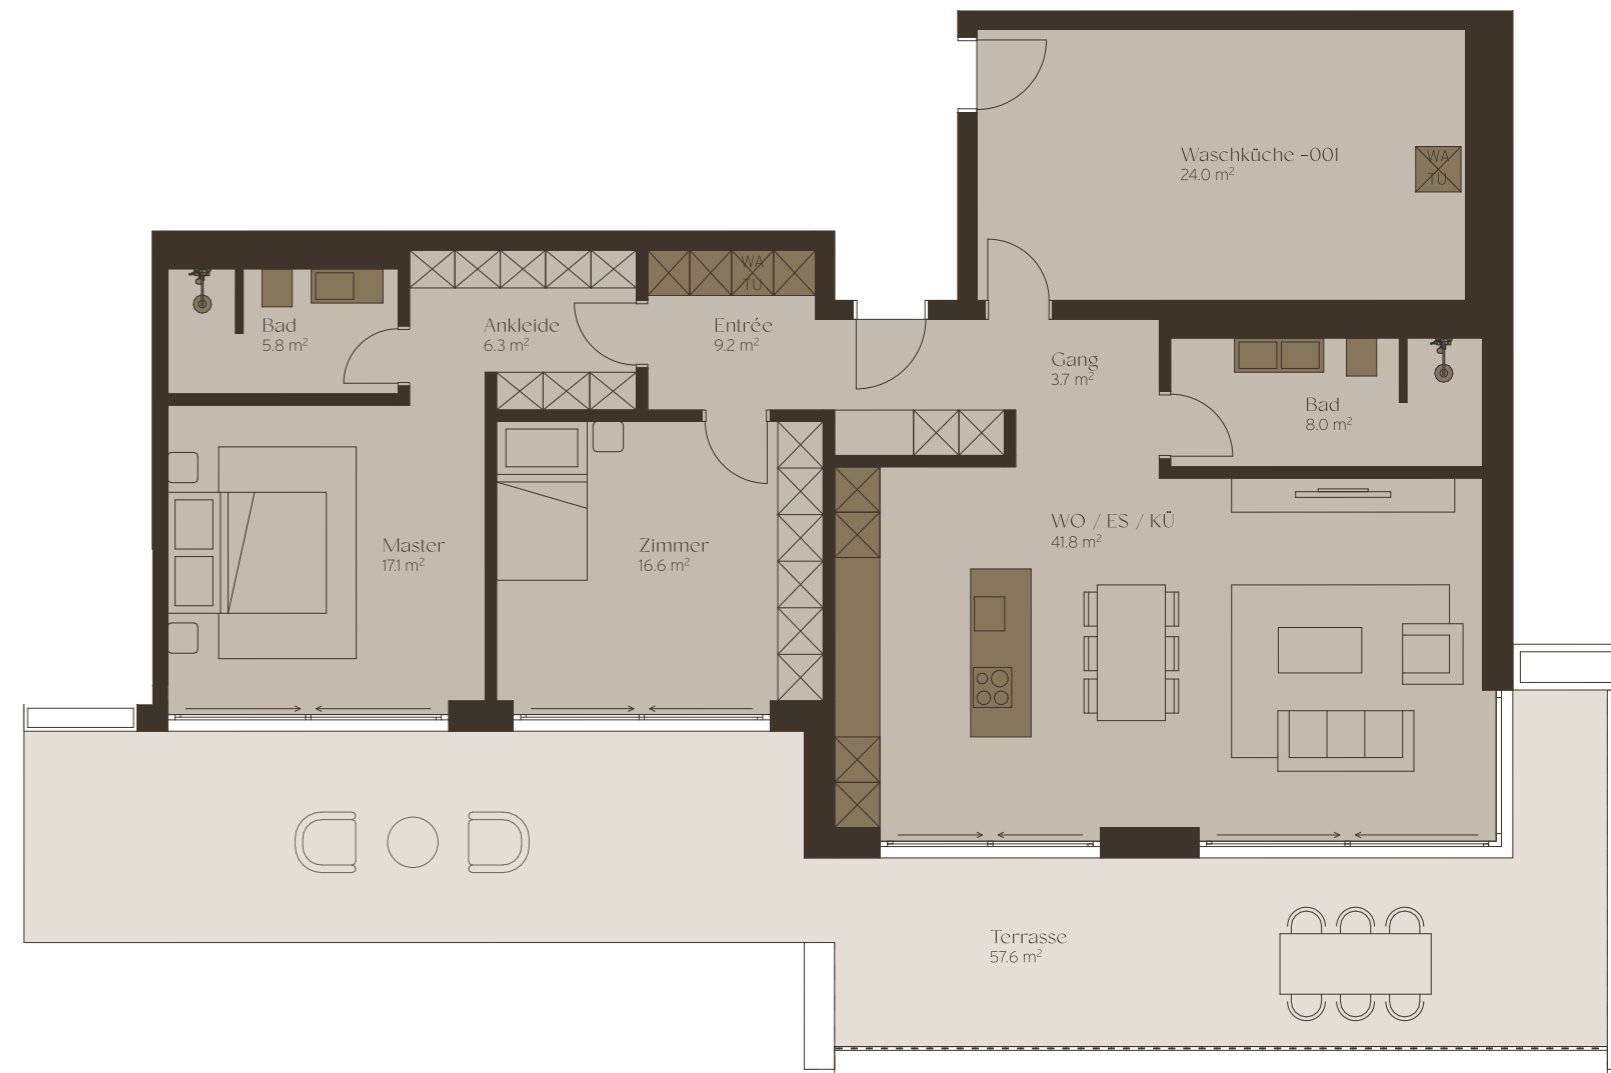 Waschküche -001
24.0 m²
WA
TU
WA
TU
Bad
5.8 m²
Ankleide
6.3 m²
Entrée
9.2 m²
Gang
3.7 m²
Bad
8.0 m²
WO / ES / KÜ
41.8 m²
Master
17.1 m²
Zimmer
16.6 m²
Terrasse
57.6 m²